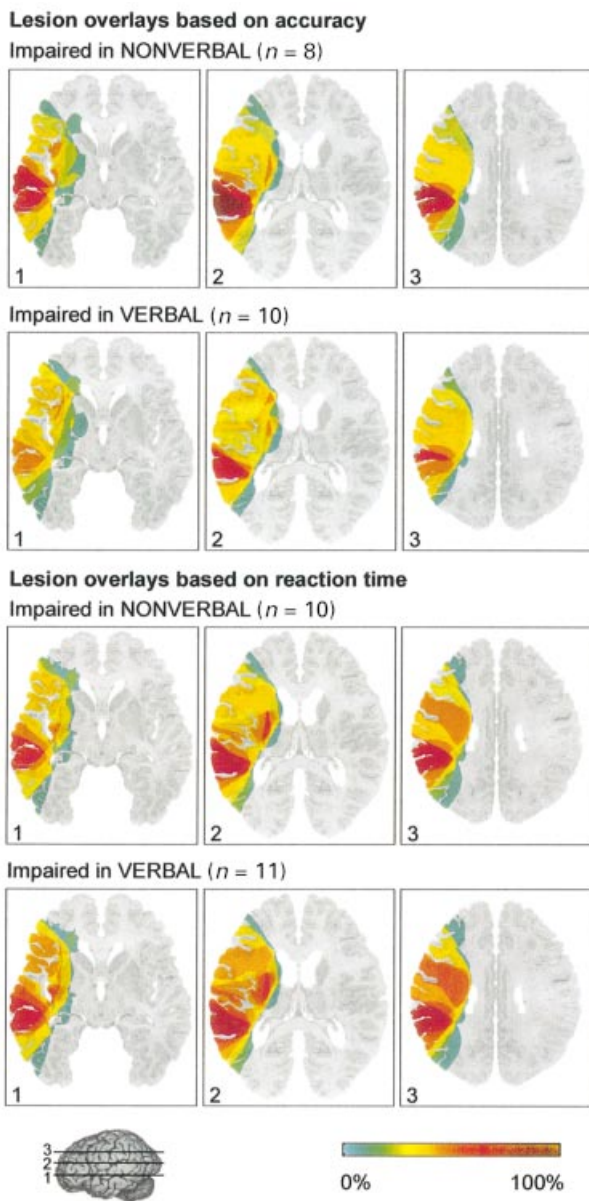 Lesion overlays based on accuracy
Impaired in NONVERBAL (n = 8)
1 2 3
Impaired in VERBAL (n = 10)
1 2 3
Lesion overlays based on reaction time
Impaired in NONVERBAL (n = 10)
1 2 3
Impaired in VERBAL (n = 11)
1 2 3
3
2
1
0% 100%